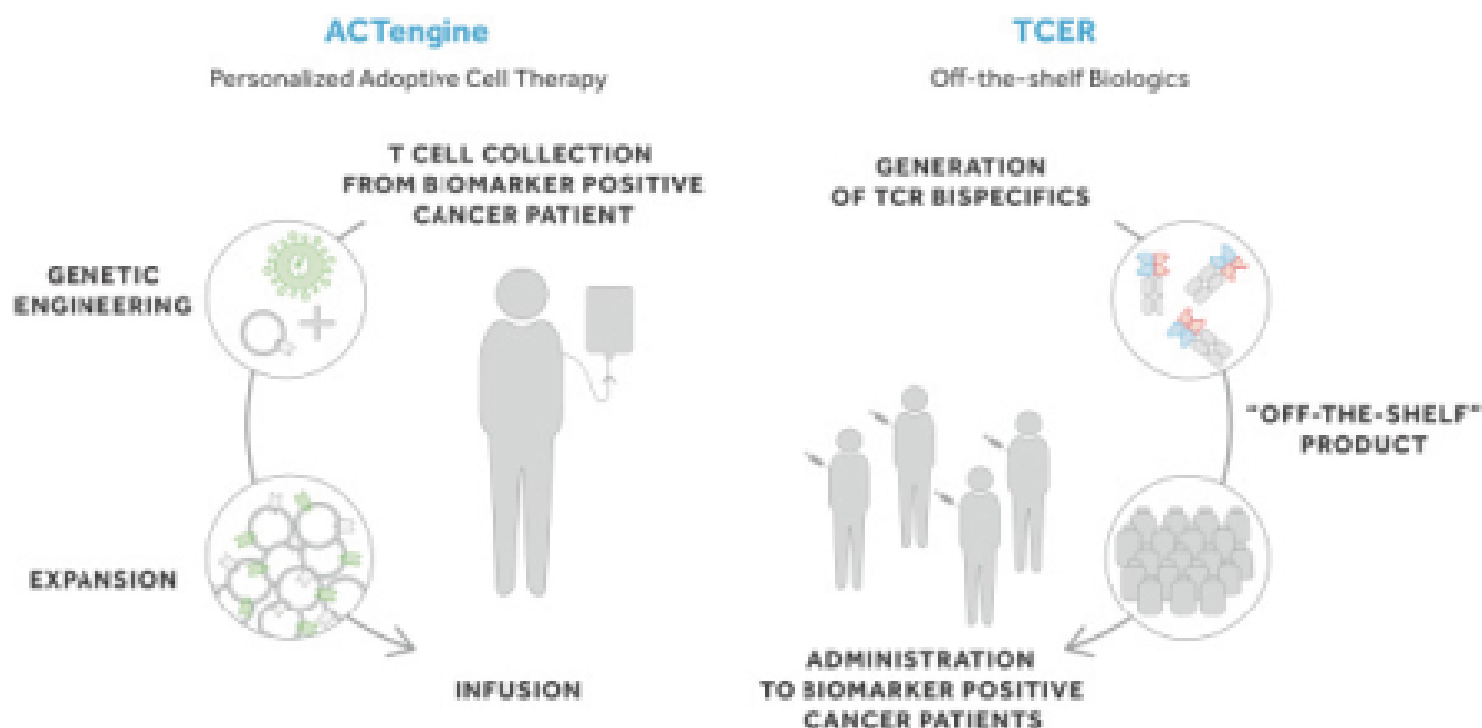 ACTengine
Personalized Adoptive Cell Therapy
T CELL COLLECTION
FROM BIOMARKER POSITIVE
CANCER PATIENT
GENETIC
ENGINEERING
EXPANSION
INFUSION
TCER
Off-the-shelf Biologics
GENERATION
OF TCR BISPECIFICS
"OFF-THE-SHELF"
PRODUCT
ADMINISTRATION
TO BIOMARKER POSITIVE
CANCER PATIENTS